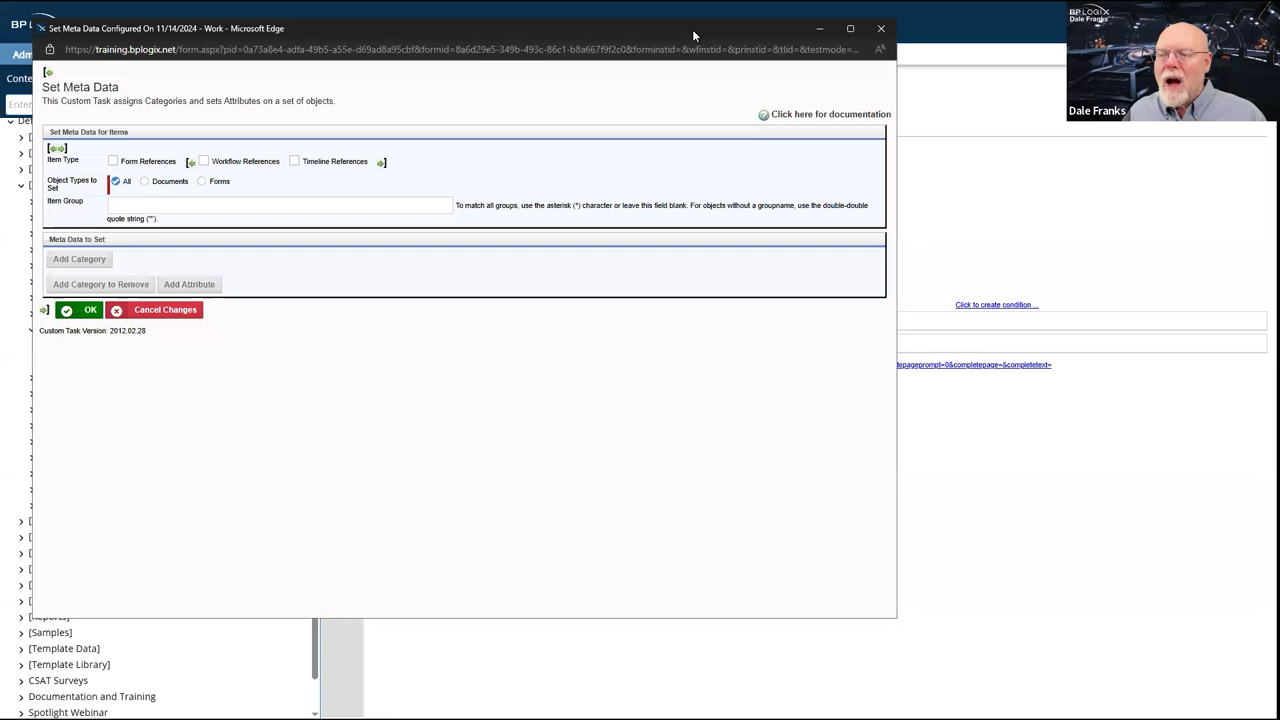 BP LOGIX
Dale Franks
BP
Set Meta Data Configured On 11/14/2024 - Work - Microsoft Edge
https://training.bplogix.net/form.aspx?pid=0a73a8e4-adfa-49b5-a55e-d69ad8a95cbf&formid=8a6d29e5-349b-493c-86c1-b8a667f9f2c0&forminstid=&wfinstid=&prinstid=&tlid=&testmode=...
Adm
Conte
Enter
Def
Set Meta Data
This Custom Task assigns Categories and sets Attributes on a set of objects.
Click here for documentation
Set Meta Data for Items
Item Type Form References Workflow References Timeline References
Object Types to Set All Documents Forms
Item Group To match all groups, use the asterisk (*) character or leave this field blank. For objects without a groupname, use the double-double
quote string ("").
Meta Data to Set
Add Category
Add Category to Remove Add Attribute
OK Cancel Changes
Custom Task Version: 2012.02.28
Dale Franks
Click to create condition ...
tepageprompt=0&completepage=&completetext=
[Reports]
[Samples]
[Template Data]
[Template Library]
CSAT Surveys
Documentation and Training
Spotlight Webinar